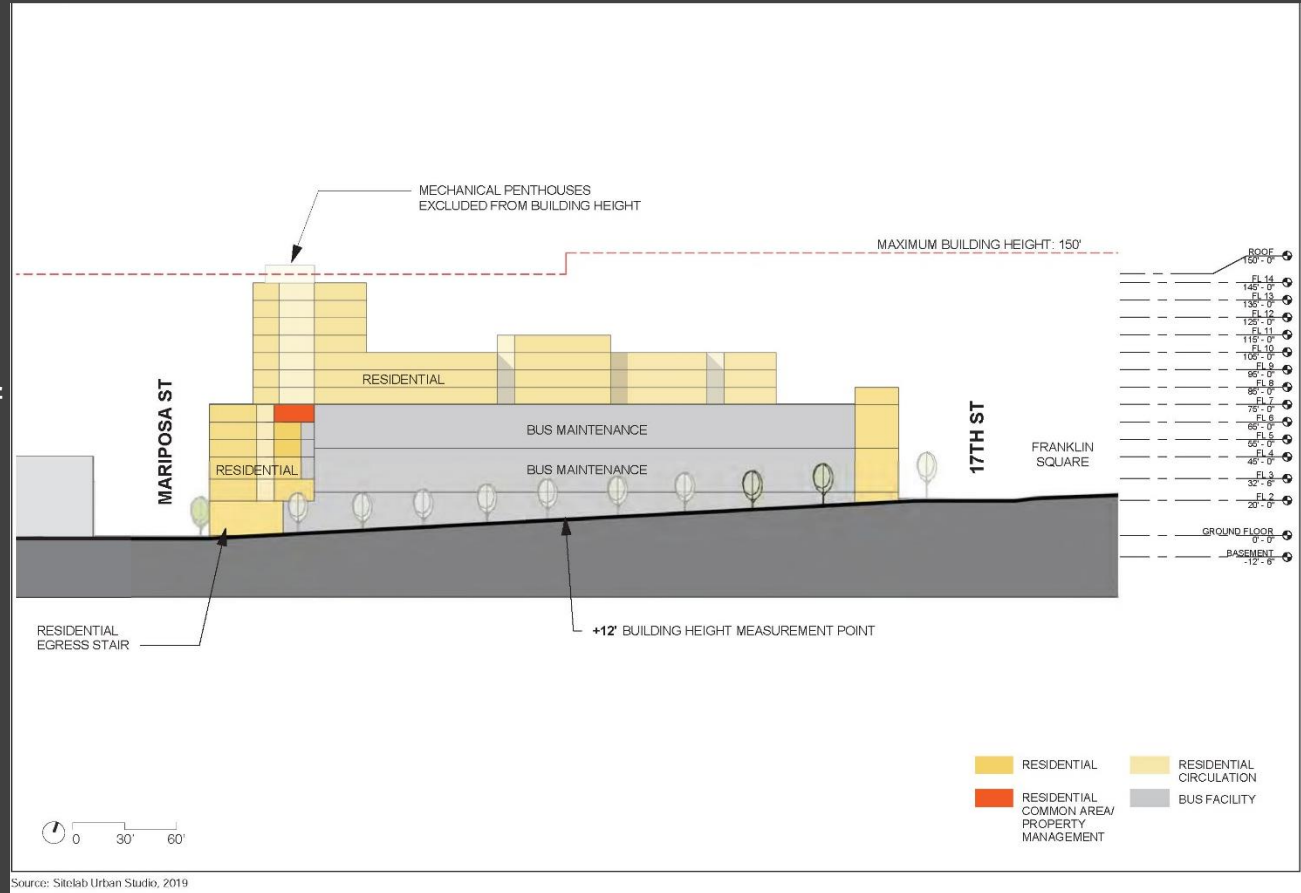 MECHANICAL PENTHOUSES
EXCLUDED FROM BUILDING HEIGHT
MAXIMUM BUILDING HEIGHT: 150'
ROOF
150' - 0"
FL 14
145' - 0"
FL 13
135' - 0"
FL 12
125' - 0"
FL 11
115' - 0"
FL 10
105' - 0"
FL 9
95' - 0"
FL 8
85' - 0"
FL 7
75' - 0"
FL 6
65' - 0"
FL 5
55' - 0"
FL 4
45' - 0"
FL 3
32' - 6"
FL 2
20' - 0"
GROUND FLOOR
0' - 0"
BASEMENT
-12' - 6"
RESIDENTIAL
MARIPOSA ST
BUS MAINTENANCE
RESIDENTIAL
BUS MAINTENANCE
17TH ST
FRANKLIN
SQUARE
RESIDENTIAL
EGRESS STAIR
+12' BUILDING HEIGHT MEASUREMENT POINT
RESIDENTIAL
RESIDENTIAL
CIRCULATION
RESIDENTIAL
COMMON AREA/
PROPERTY
MANAGEMENT
BUS FACILITY
0 30' 60'
Source: Sitelab Urban Studio, 2019